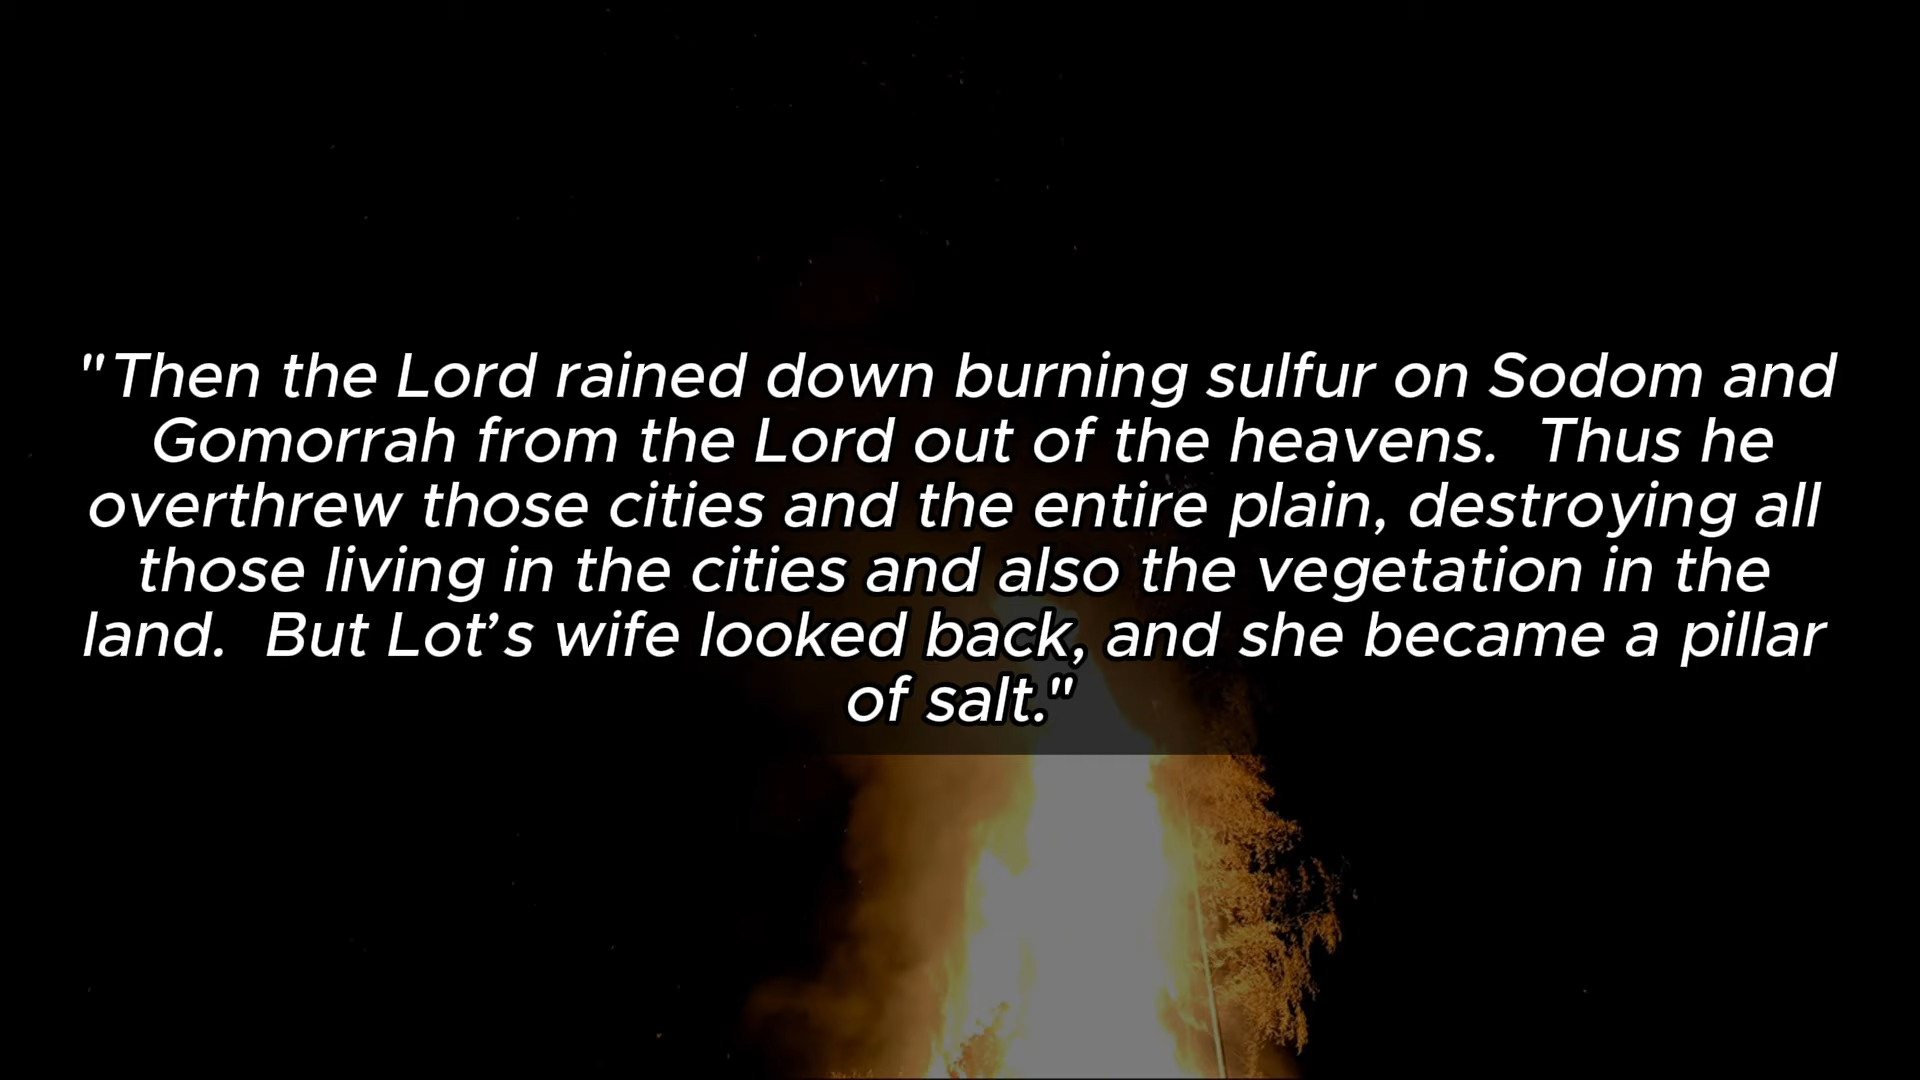 "Then the Lord rained down burning sulfur on Sodom and
Gomorrah from the Lord out of the heavens.  Thus he
overthrew those cities and the entire plain, destroying all
those living in the cities and also the vegetation in the
land.  But Lot’s wife looked back, and she became a pillar
of salt."